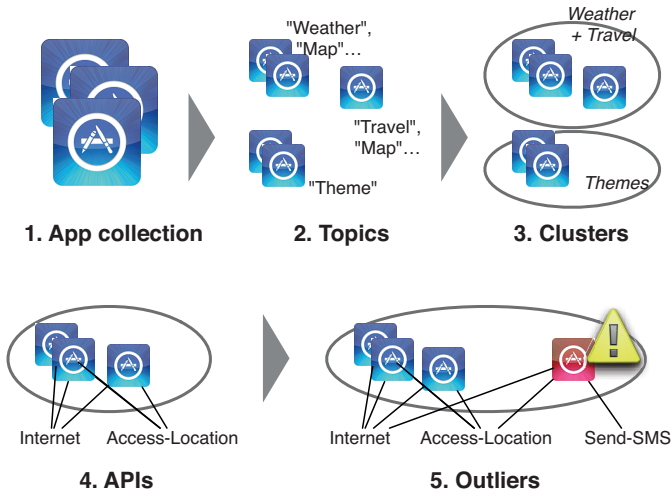 "Weather",
"Map"...
"Travel",
"Map"...
"Theme"
Weather
+ Travel
Themes
1. App collection
2. Topics
3. Clusters
Internet
Access-Location
Internet
Access-Location
Send-SMS
4. APIs
5. Outliers